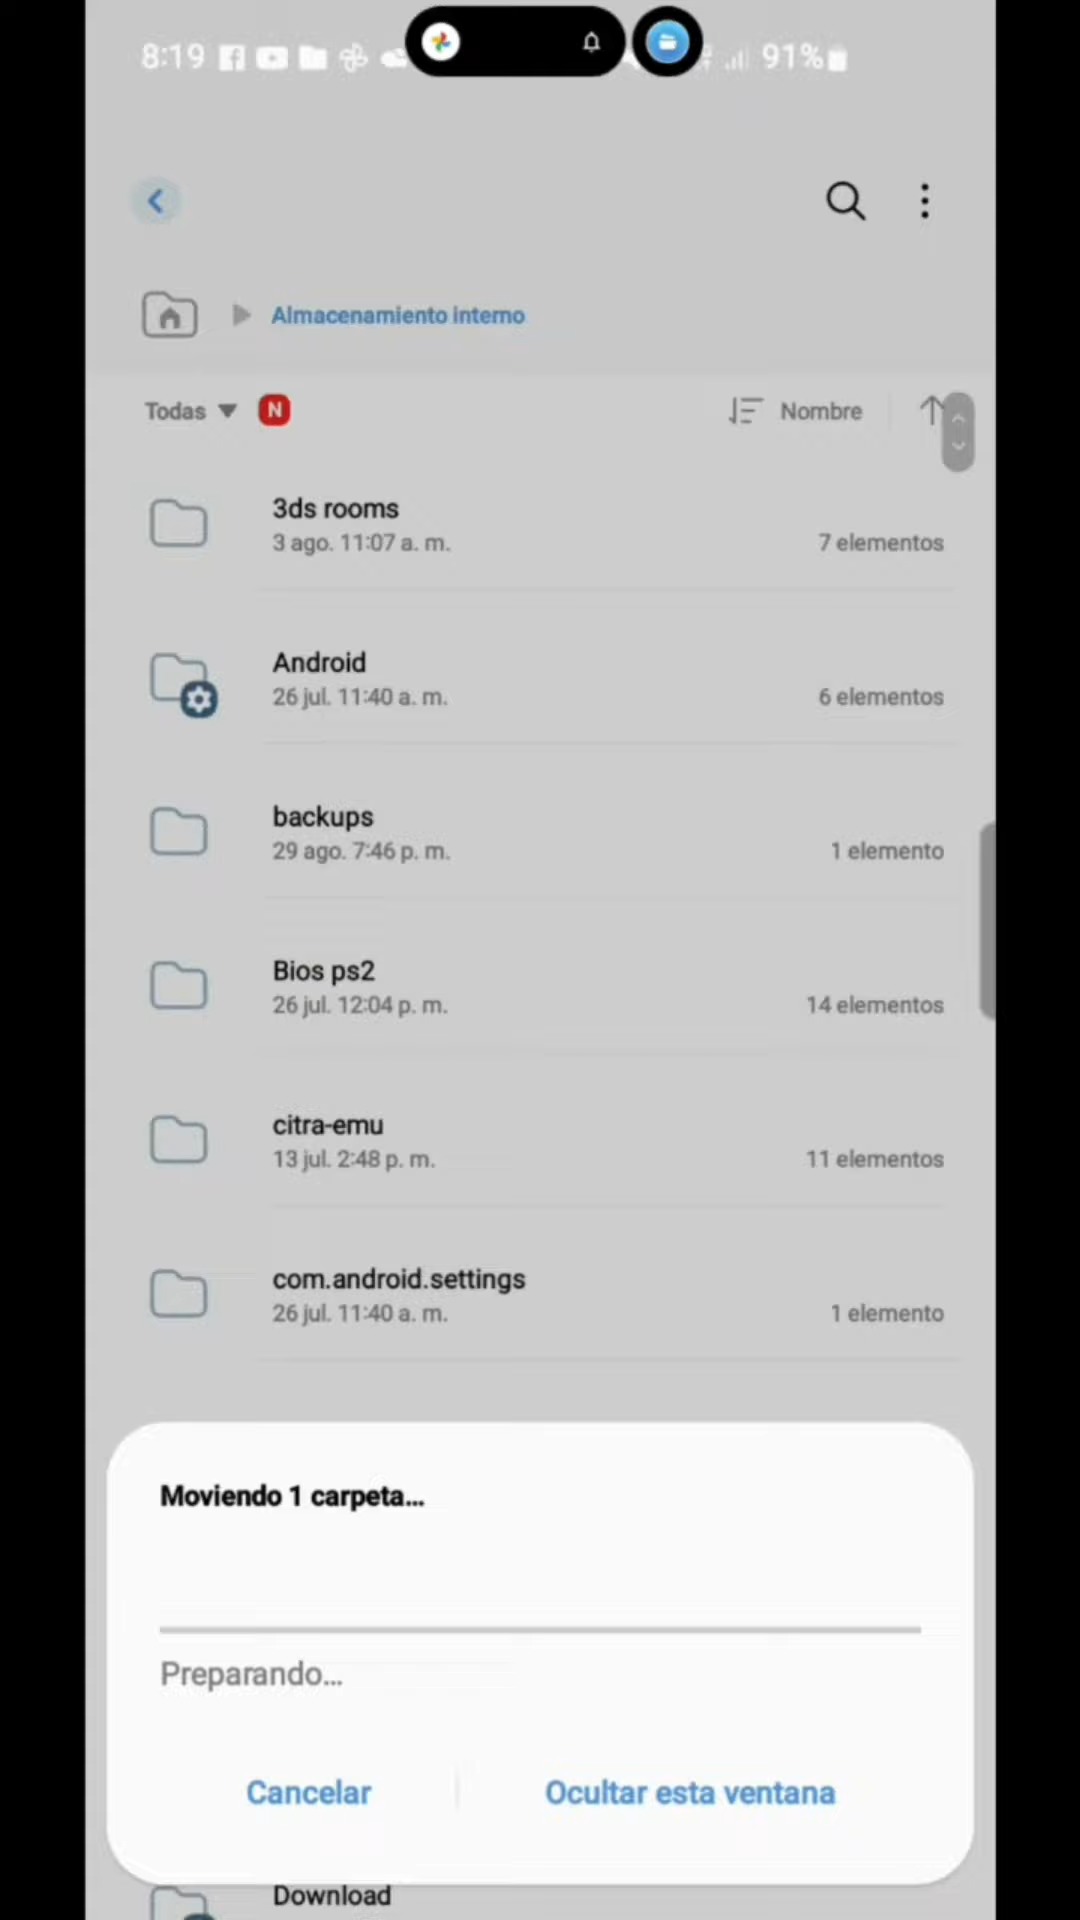 8:19 91%
Almacenamiento interno
Todas N Nombre
3ds rooms
3 ago. 11:07 a. m. 7 elementos
Android
26 jul. 11:40 a. m. 6 elementos
backups
29 ago. 7:46 p. m. 1 elemento
Bios ps2
26 jul. 12:04 p. m. 14 elementos
citra-emu
13 jul. 2:48 p. m. 11 elementos
com.android.settings
26 jul. 11:40 a. m. 1 elemento
Moviendo 1 carpeta...
Preparando...
Cancelar Ocultar esta ventana
Download